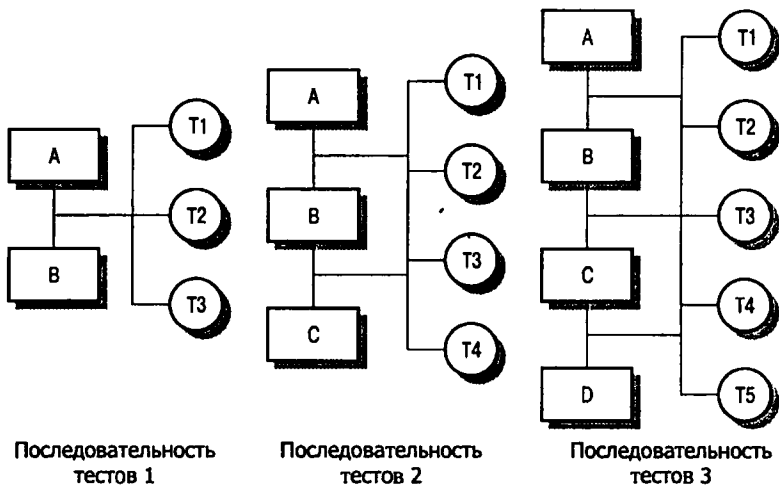 A
B
T1
T2
T3
Последовательность
тестов 1
A
B
C
T1
T2
T3
T4
Последовательность
тестов 2
A
B
C
D
T1
T2
T3
T4
T5
Последовательность
тестов 3